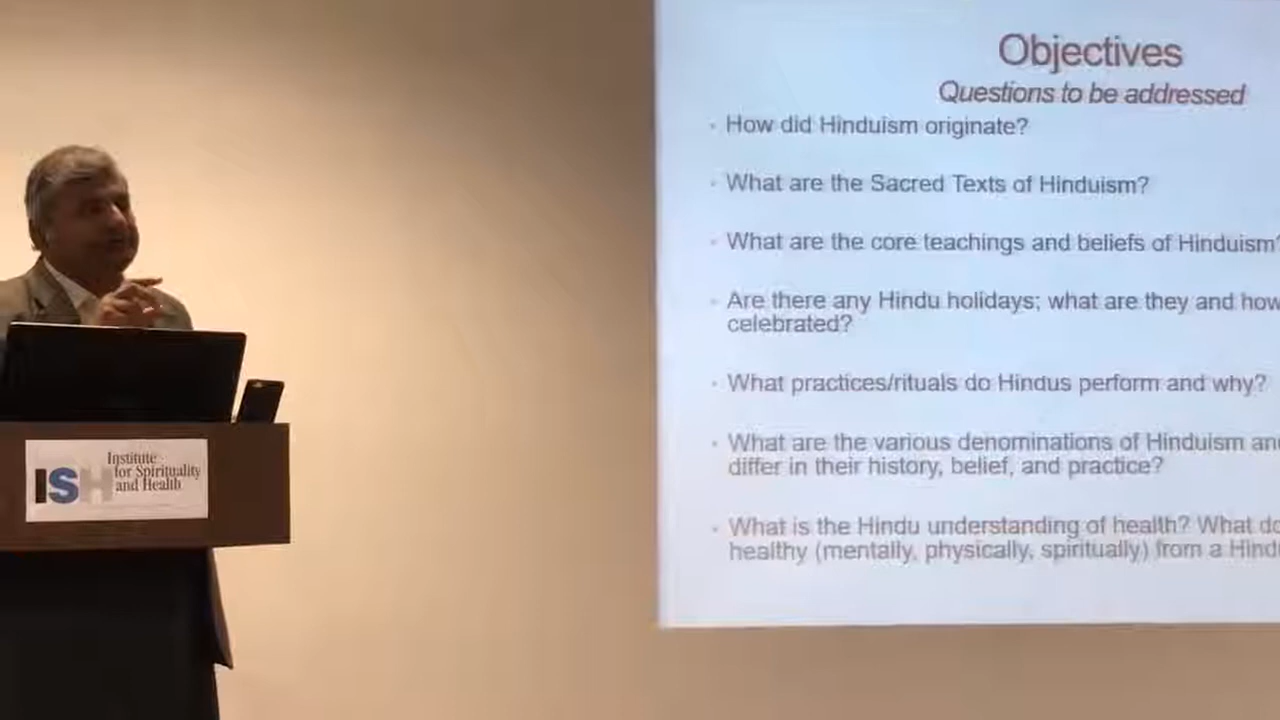 Objectives
Questions to be addressed
How did Hinduism originate?
What are the Sacred Texts of Hinduism?
What are the core teachings and beliefs of Hinduism?
Are there any Hindu holidays; what are they and how
celebrated?
What practices/rituals do Hindus perform and why?
What are the various denominations of Hinduism and
differ in their history, belief, and practice?
What is the Hindu understanding of health? What do
healthy (mentally, physically, spiritually) from a
ISH
Institute
for Spirituality
and Health